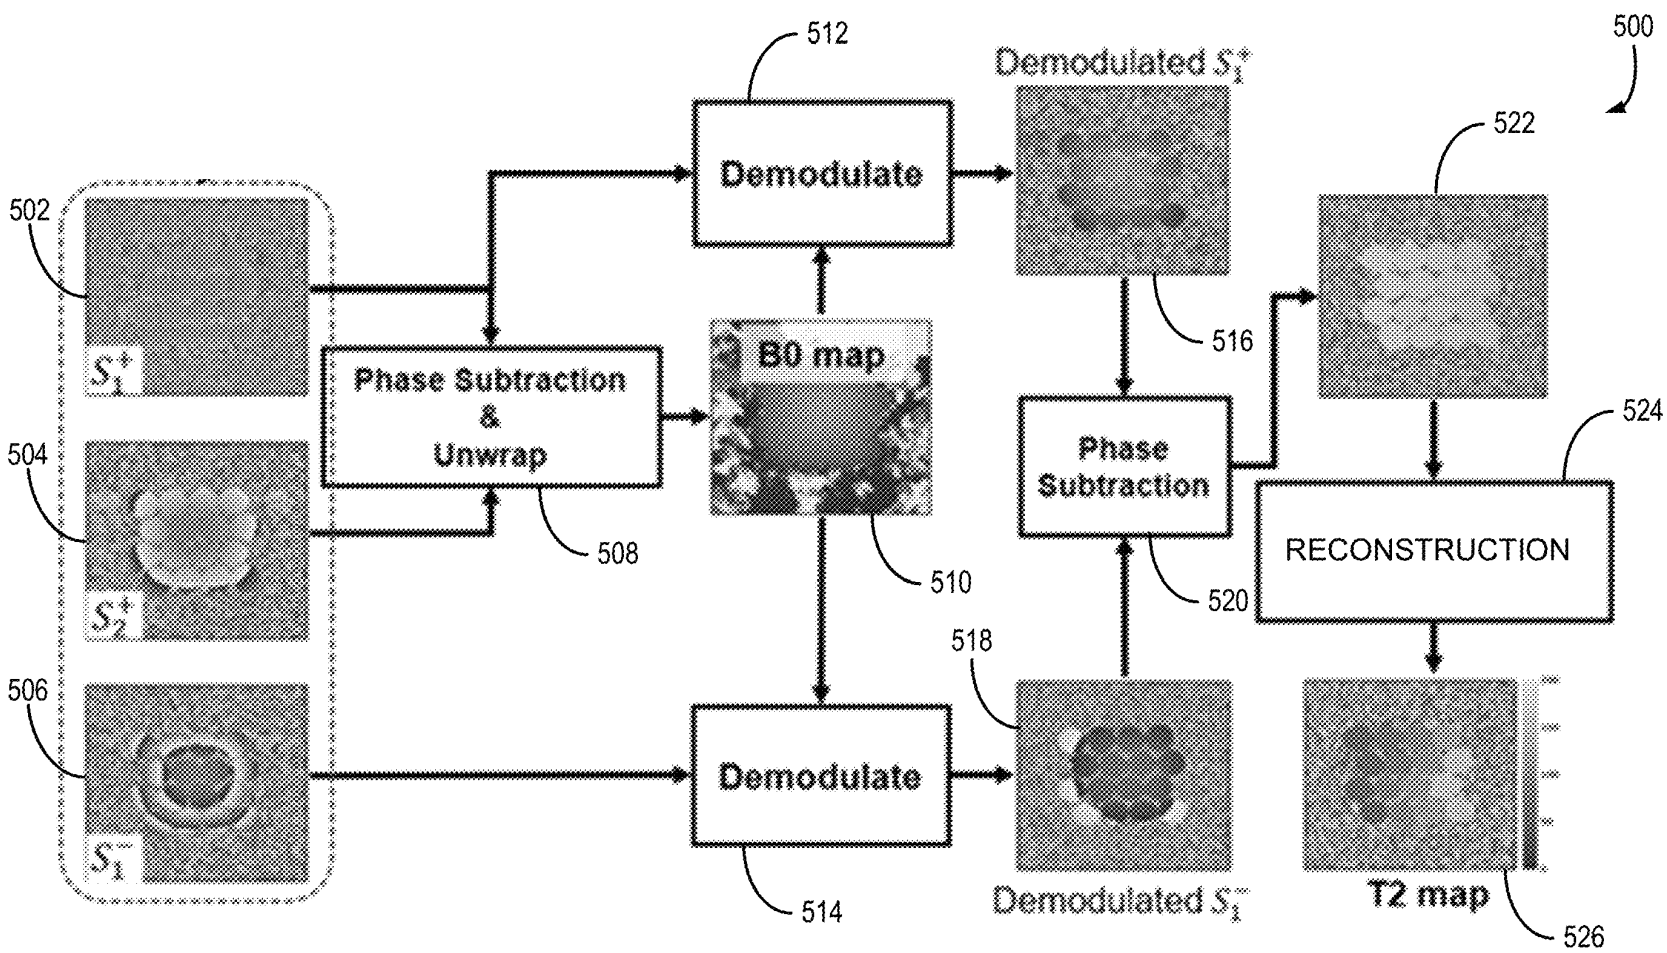 512
500
Demodulated S₁⁺
522
502
Demodulate
516
S₁⁺
B0 map
Phase Subtraction
&
Unwrap
524
504
Phase
Subtraction
508
510
520
RECONSTRUCTION
S₂⁺
518
506
Demodulate
S₁⁻
Demodulated S₁⁻
T2 map
514
526